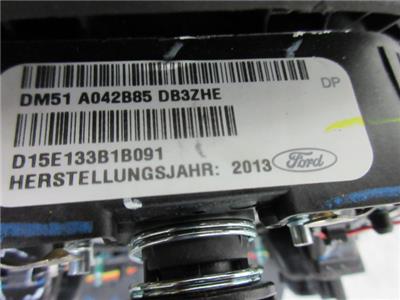 DP
DM51 A042B85 DB3ZHE
D15E133B1B091
HERSTELLUNGSJAHR: 2013
Ford